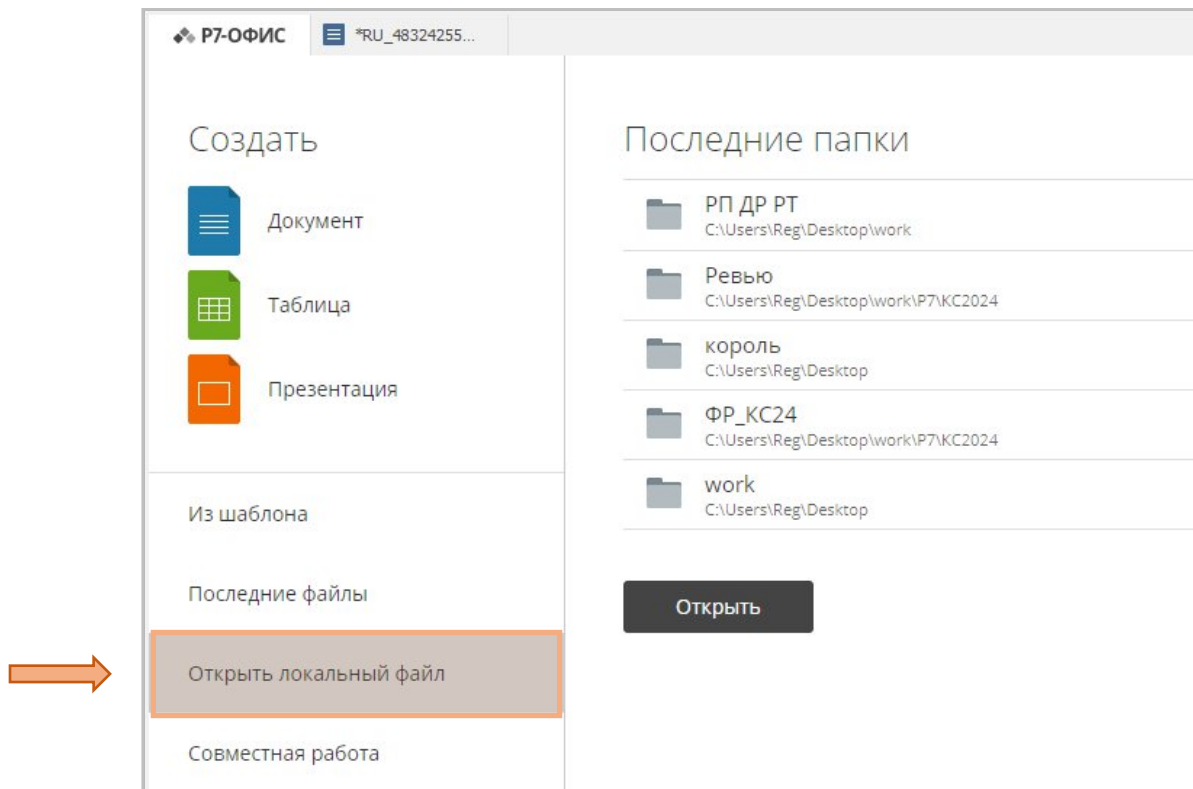 Р7-ОФИС
*RU_48324255...
Создать
Документ
Таблица
Презентация
Из шаблона
Последние файлы
Открыть локальный файл
Совместная работа
Последние папки
РП ДР РТ
C:\Users\Reg\Desktop\work
Ревью
C:\Users\Reg\Desktop\work\P7\КС2024
король
C:\Users\Reg\Desktop
ФР_КС24
C:\Users\Reg\Desktop\work\P7\КС2024
work
C:\Users\Reg\Desktop
Открыть